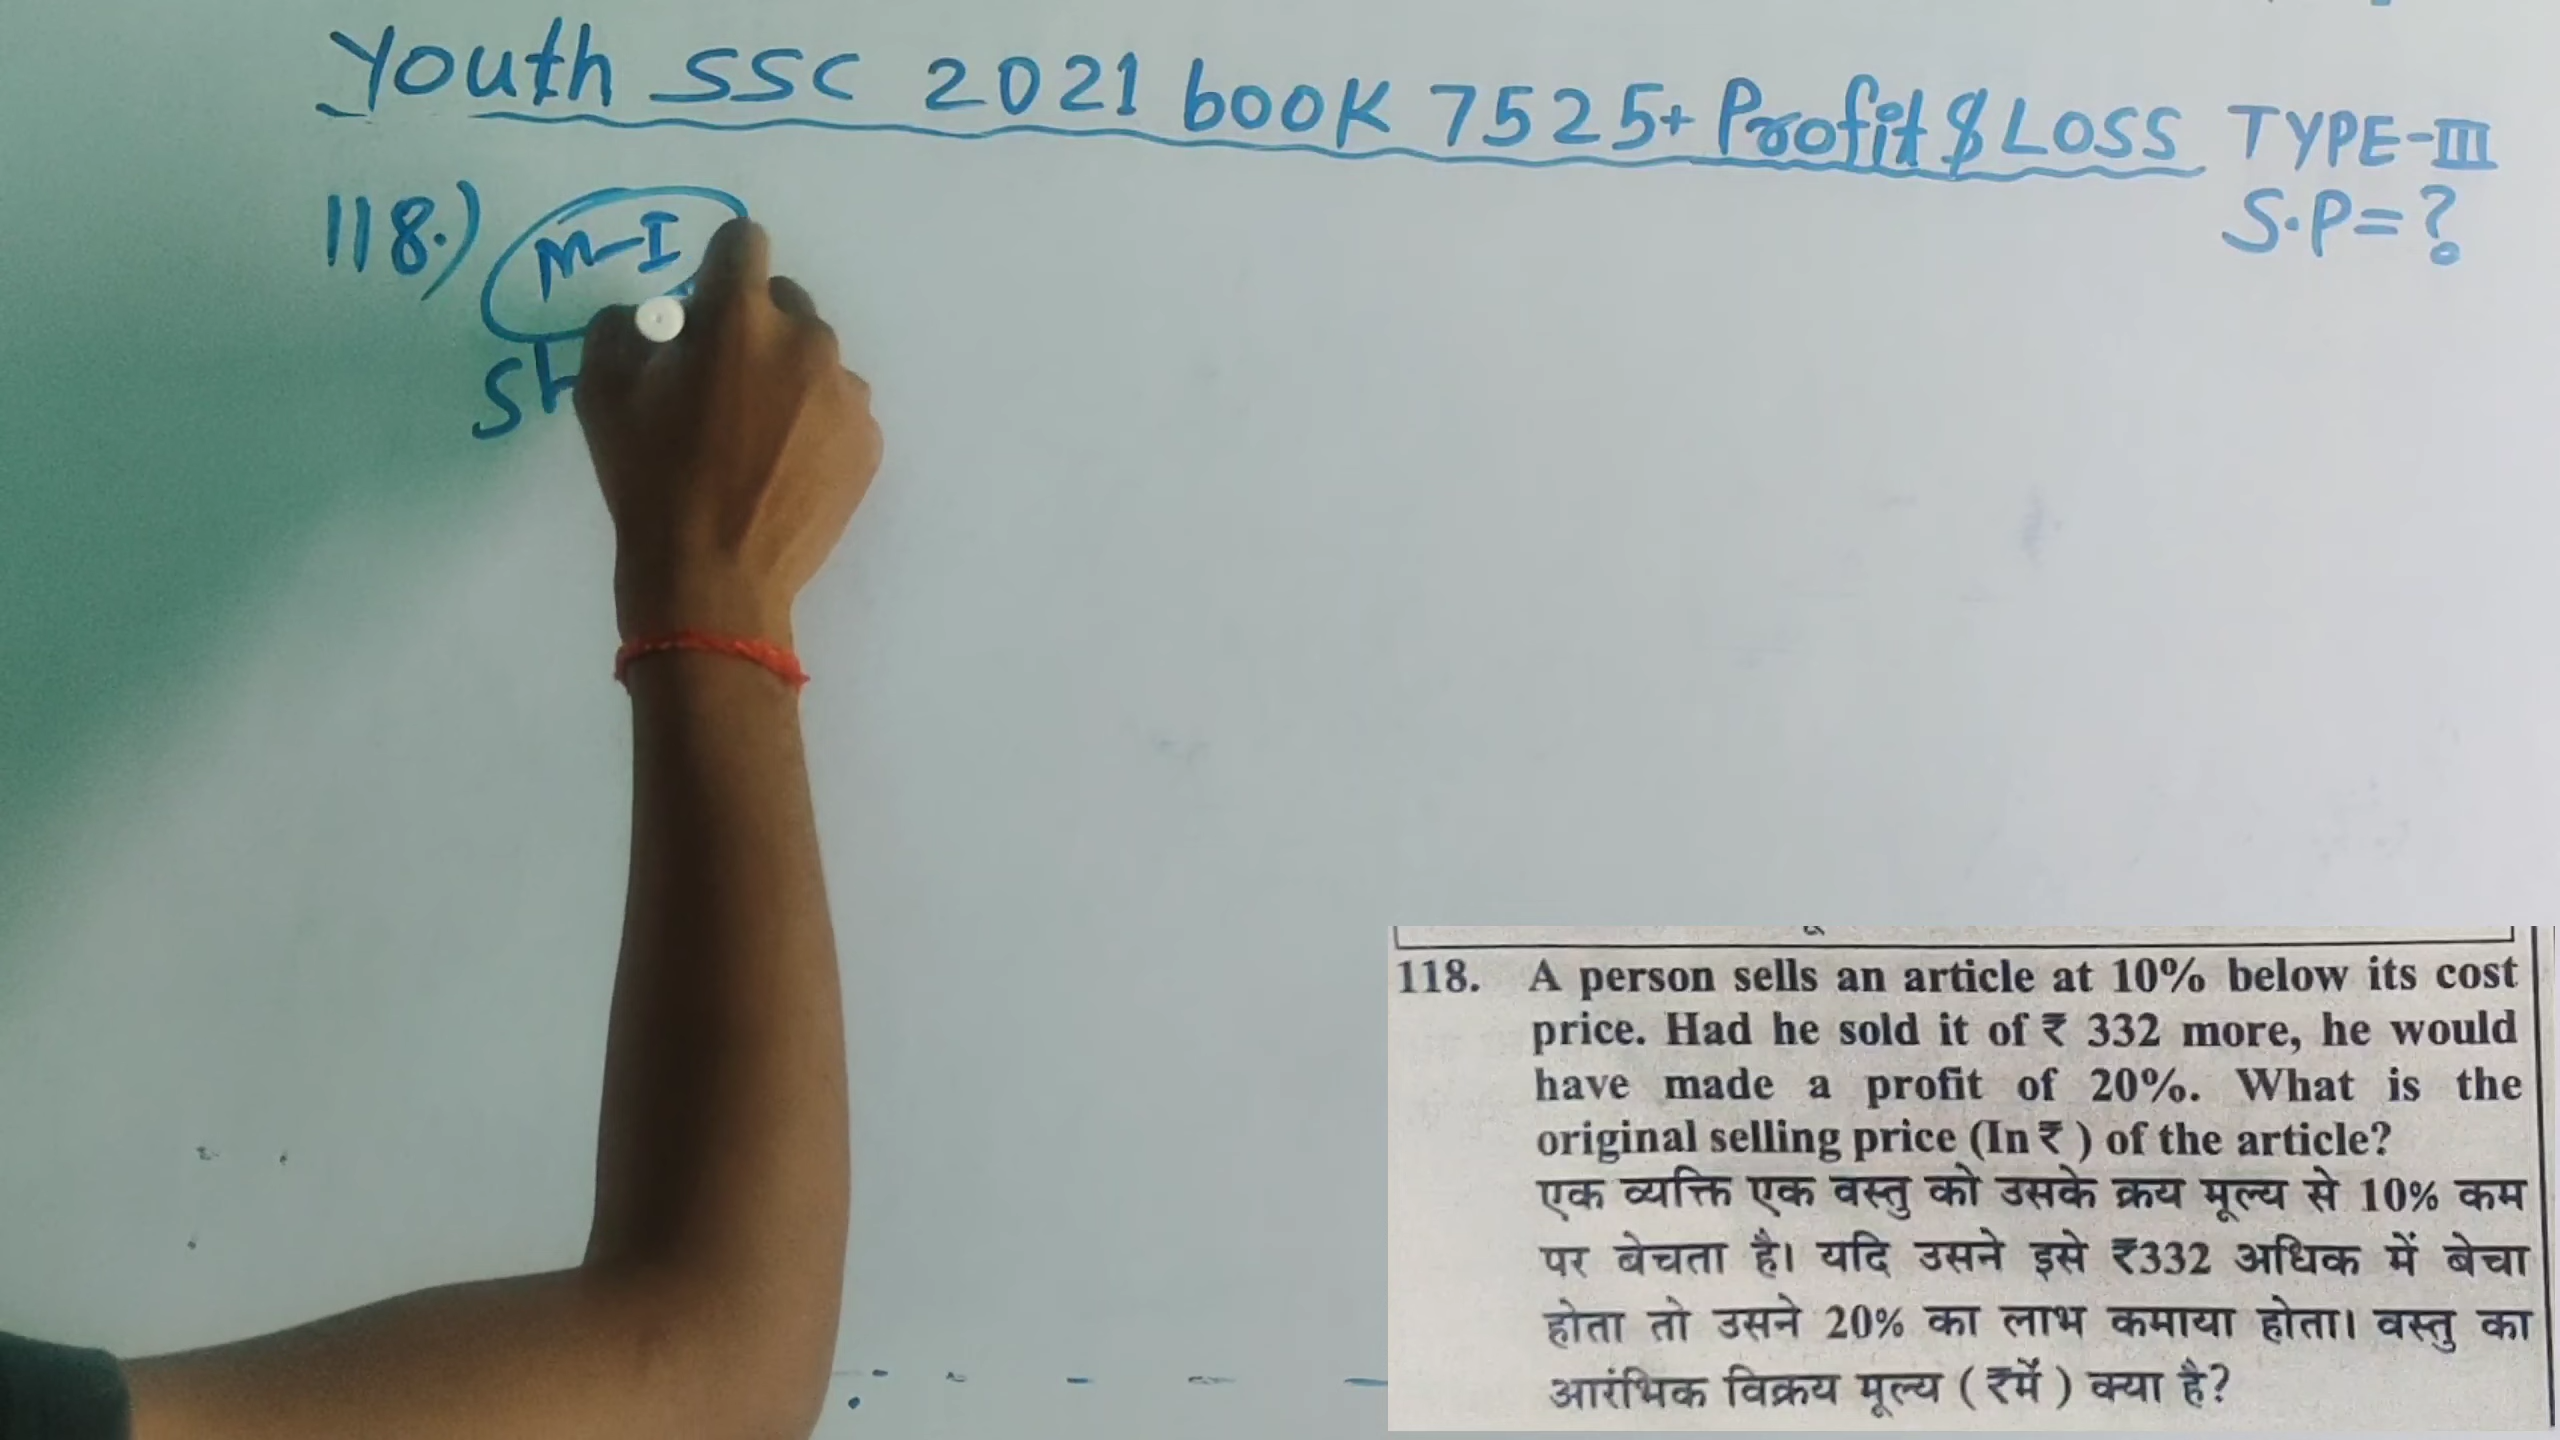 Youth SSC 2021 book 7525+ Profit $ LOSS TYPE-III
S.P=?
118.) M-I
118. A person sells an article at 10% below its cost
price. Had he sold it of ₹ 332 more, he would
have made a profit of 20%. What is the
original selling price (In ₹ ) of the article?
एक व्यक्ति एक वस्तु को उसके क्रय मूल्य से 10% कम
पर बेचता है। यदि उसने इसे ₹332 अधिक में बेचा
होता तो उसने 20% का लाभ कमाया होता। वस्तु का
आरंभिक विक्रय मूल्य ( ₹में ) क्या है?